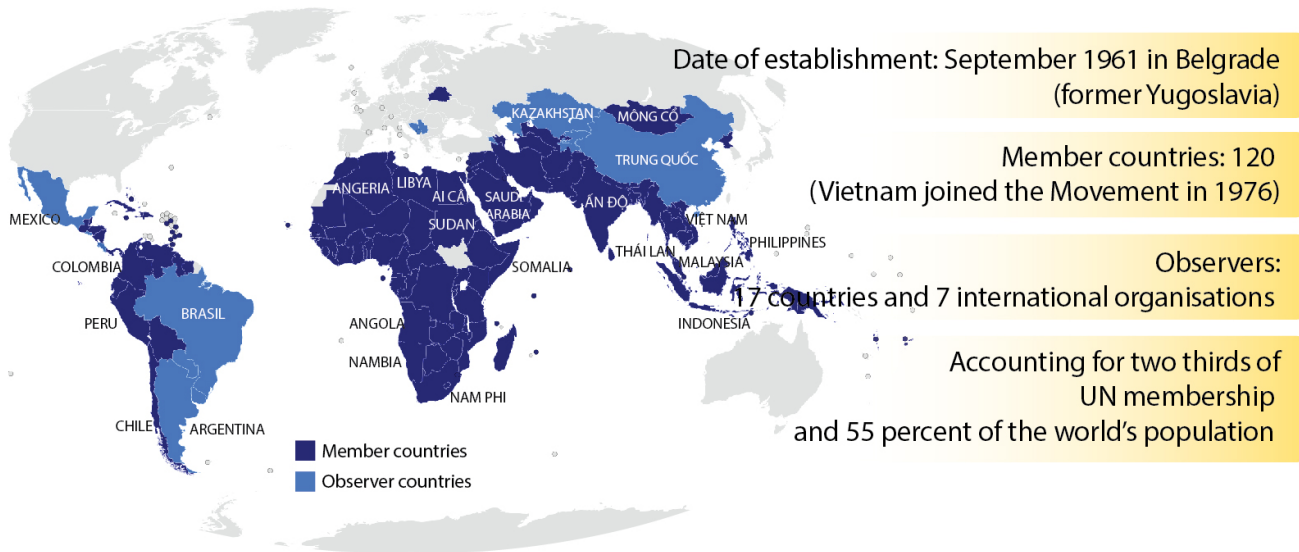 Date of establishment: September 1961 in Belgrade
(former Yugoslavia)
Member countries: 120
(Vietnam joined the Movement in 1976)
Observers:
17 countries and 7 international organisations
Accounting for two thirds of
UN membership
and 55 percent of the world's population
KAZAKHSTAN
MÔNG CỔ
TRUNG QUỐC
ANGERIA
LIBYA
AI CẬP
SAUDI
ARABIA
ẤN ĐỘ
SUDAN
VIỆT NAM
MEXICO
PHILIPPINES
THÁI LAN
MALAYSIA
COLOMBIA
SOMALIA
BRASIL
PERU
ANGOLA
INDONESIA
NAMBIA
NAM PHI
CHILE
ARGENTINA
Member countries
Observer countries